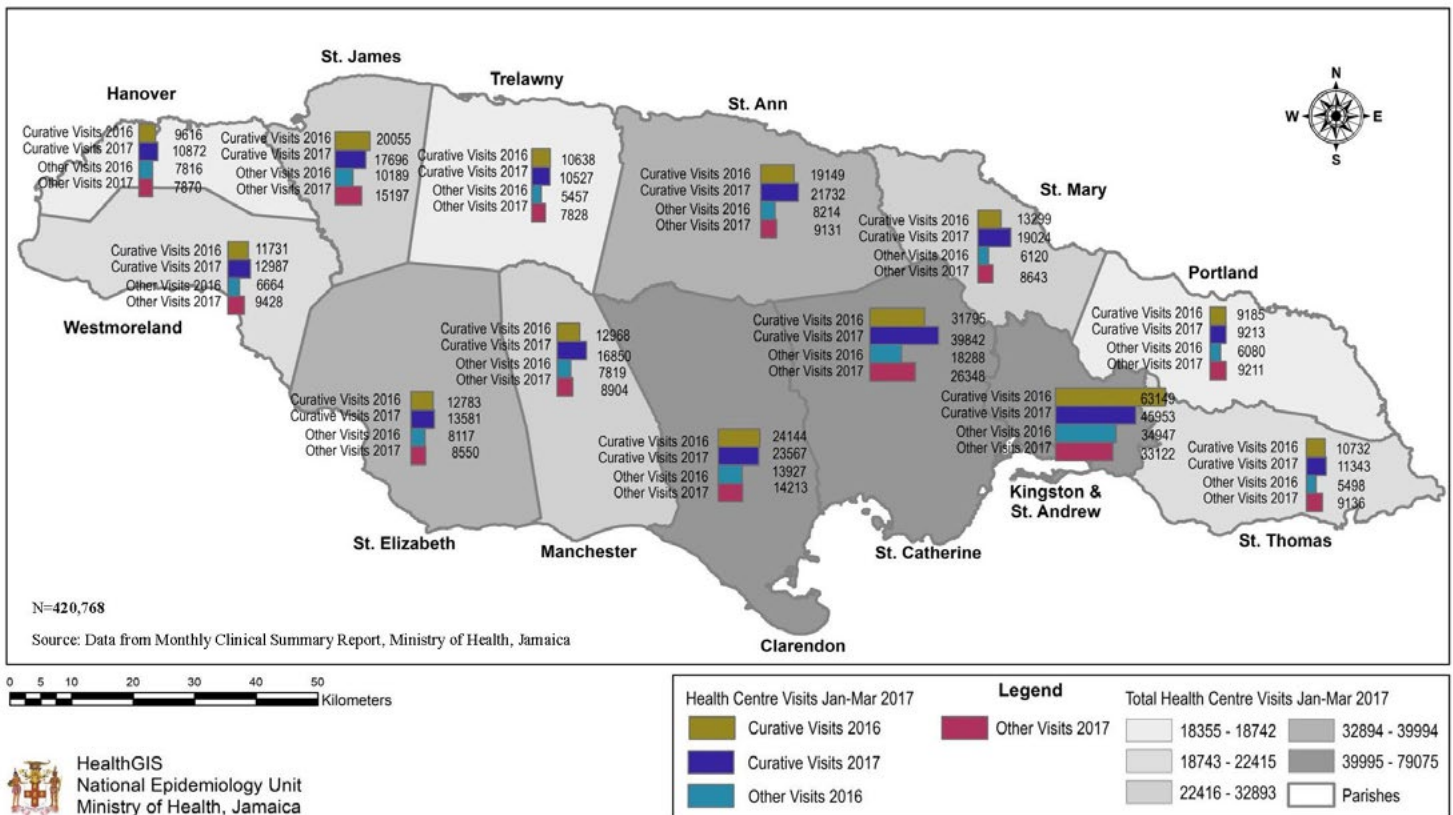 St. James
Hanover
Trelawny
St. Ann
N
W E
S
Curative Visits 2016 9616
Curative Visits 2017 10872
Other Visits 2016 7816
Other Visits 2017 7870
Curative Visits 2016 20055
Curative Visits 2017 17696
Other Visits 2016 10189
Other Visits 2017 15197
Curative Visits 2016 10638
Curative Visits 2017 10527
Other Visits 2016 5457
Other Visits 2017 7828
Curative Visits 2016 19149
Curative Visits 2017 21732
Other Visits 2016 8214
Other Visits 2017 9131
St. Mary
Curative Visits 2016 13299
Curative Visits 2017 19024
Other Visits 2016 6120
Other Visits 2017 8643
Curative Visits 2016 11731
Curative Visits 2017 12987
Other Visits 2016 6664
Other Visits 2017 9428
Westmoreland
Portland
Curative Visits 2016 9185
Curative Visits 2017 9213
Other Visits 2016 6080
Other Visits 2017 9211
Curative Visits 2016 12968
Curative Visits 2017 16850
Other Visits 2016 7819
Other Visits 2017 8904
Curative Visits 2016 31795
Curative Visits 2017 39842
Other Visits 2016 18288
Other Visits 2017 26348
Curative Visits 2016 12783
Curative Visits 2017 13581
Other Visits 2016 8117
Other Visits 2017 8550
Curative Visits 2016 63149
Curative Visits 2017 45953
Other Visits 2016 34947
Other Visits 2017 33122
Curative Visits 2016 24144
Curative Visits 2017 23567
Other Visits 2016 13927
Other Visits 2017 14213
Curative Visits 2016 10732
Curative Visits 2017 11343
Other Visits 2016 5498
Other Visits 2017 9136
Kingston &
St. Andrew
St. Elizabeth
Manchester
St. Catherine
St. Thomas
Clarendon
N=420,768
Source: Data from Monthly Clinical Summary Report, Ministry of Health, Jamaica
0 5 10 20 30 40 50
Kilometers
Legend
Health Centre Visits Jan-Mar 2017
Curative Visits 2016
Curative Visits 2017
Other Visits 2016
Other Visits 2017
Total Health Centre Visits Jan-Mar 2017
18355 - 18742
18743 - 22415
22416 - 32893
32894 - 39994
39995 - 79075
Parishes
HealthGIS
National Epidemiology Unit
Ministry of Health, Jamaica